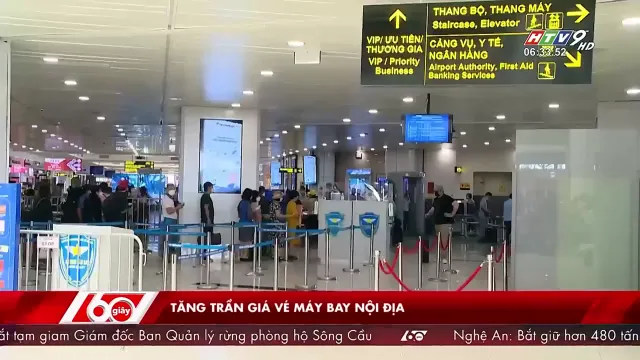 VIP/ ƯU TIÊN/
THƯƠNG GIA
VIP / Priority
Business
THANG BỘ, THANG MÁY
Staircase, Elevator
CẢNG VỤ, Y TẾ,
NGÂN HÀNG
Airport Authority, First Aid
Banking Services
HTV9 HD
06:33:52
60 giây
TĂNG TRẦN GIÁ VÉ MÁY BAY NỘI ĐỊA
ắt tạm giam Giám đốc Ban Quản lý rừng phòng hộ Sông Cầu
60
Nghệ An: Bắt giữ hơn 480 tấn